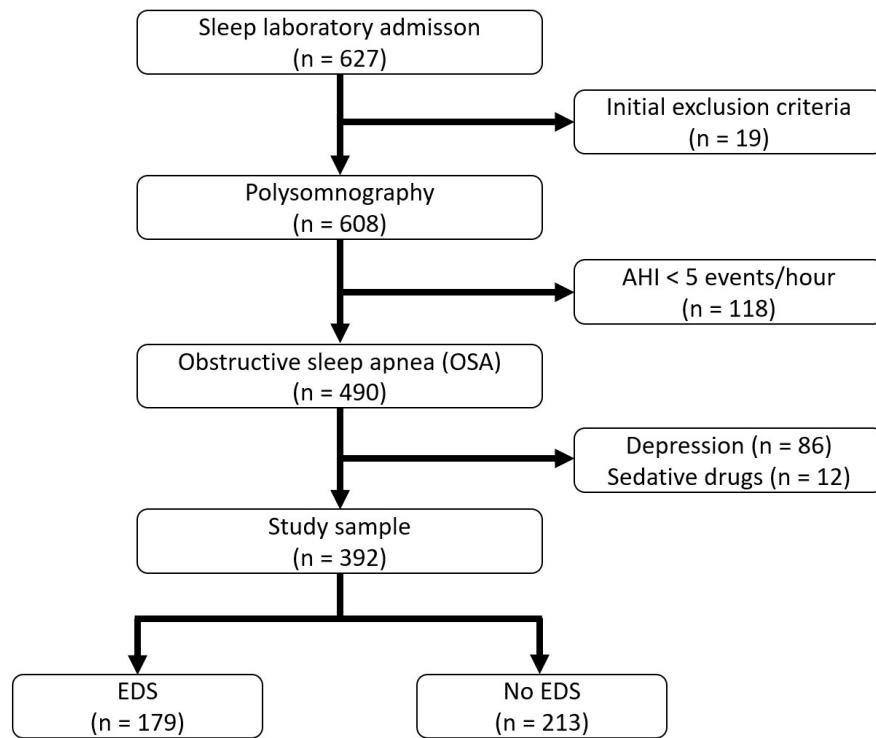 Sleep laboratory admisson
(n = 627)
Initial exclusion criteria
(n = 19)
Polysomnography
(n = 608)
AHI < 5 events/hour
(n = 118)
Obstructive sleep apnea (OSA)
(n = 490)
Depression (n = 86)
Sedative drugs (n = 12)
Study sample
(n = 392)
EDS
(n = 179)
No EDS
(n = 213)